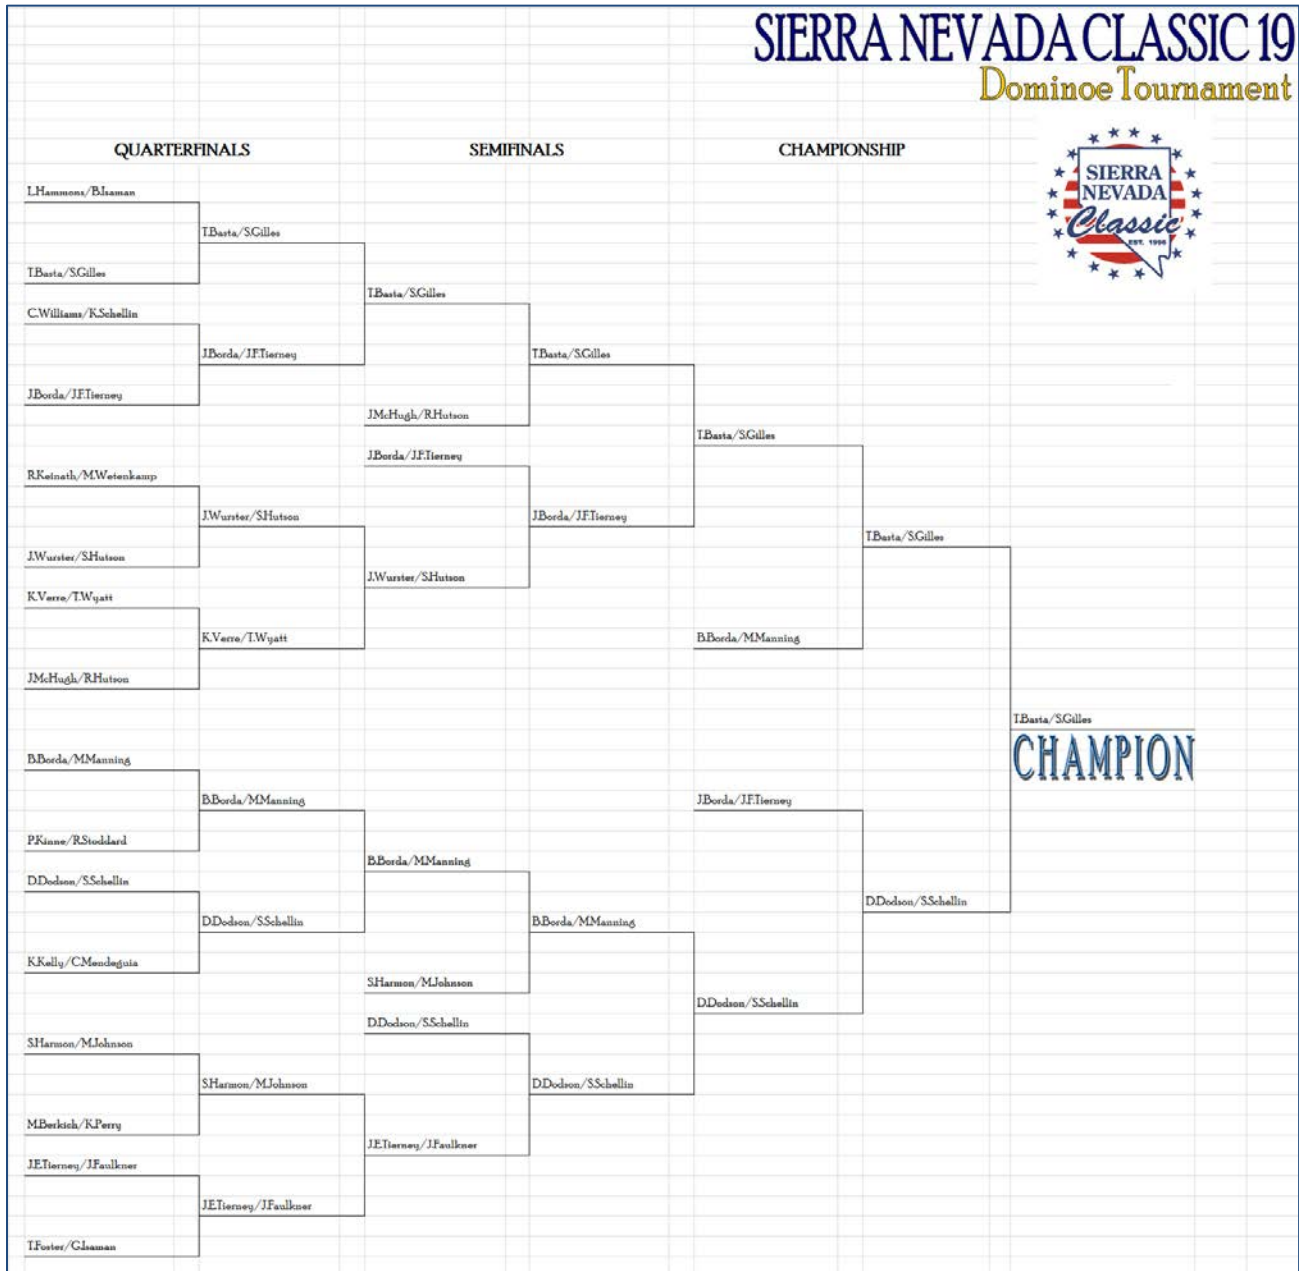 SIERRA NEVADA CLASSIC 19
Dominoe Tournament
QUARTERFINALS
SEMIFINALS
CHAMPIONSHIP
SIERRA
NEVADA
Classic
EST. 1996
L.Hammons/B.Isaman
T.Basta/S.Gilles
T.Basta/S.Gilles
T.Basta/S.Gilles
C.Williams/K.Schellin
J.Borda/J.F.Tierney
T.Basta/S.Gilles
J.Borda/J.F.Tierney
J.McHugh/R.Hutson
T.Basta/S.Gilles
J.Borda/J.F.Tierney
R.Keinath/M.Wetenkamp
J.Wurster/S.Hutson
J.Borda/J.F.Tierney
T.Basta/S.Gilles
J.Wurster/S.Hutson
J.Wurster/S.Hutson
K.Verre/T.Wyatt
K.Verre/T.Wyatt
B.Borda/M.Manning
J.McHugh/R.Hutson
T.Basta/S.Gilles
CHAMPION
B.Borda/M.Manning
B.Borda/M.Manning
J.Borda/J.F.Tierney
P.Kinne/R.Stoddard
B.Borda/M.Manning
D.Dodson/S.Schellin
D.Dodson/S.Schellin
D.Dodson/S.Schellin
B.Borda/M.Manning
K.Kelly/C.Mendeguia
S.Harmon/M.Johnson
D.Dodson/S.Schellin
D.Dodson/S.Schellin
S.Harmon/M.Johnson
S.Harmon/M.Johnson
D.Dodson/S.Schellin
M.Berkich/K.Perry
J.E.Tierney/J.Faulkner
J.E.Tierney/J.Faulkner
J.E.Tierney/J.Faulkner
T.Foster/G.Isaman